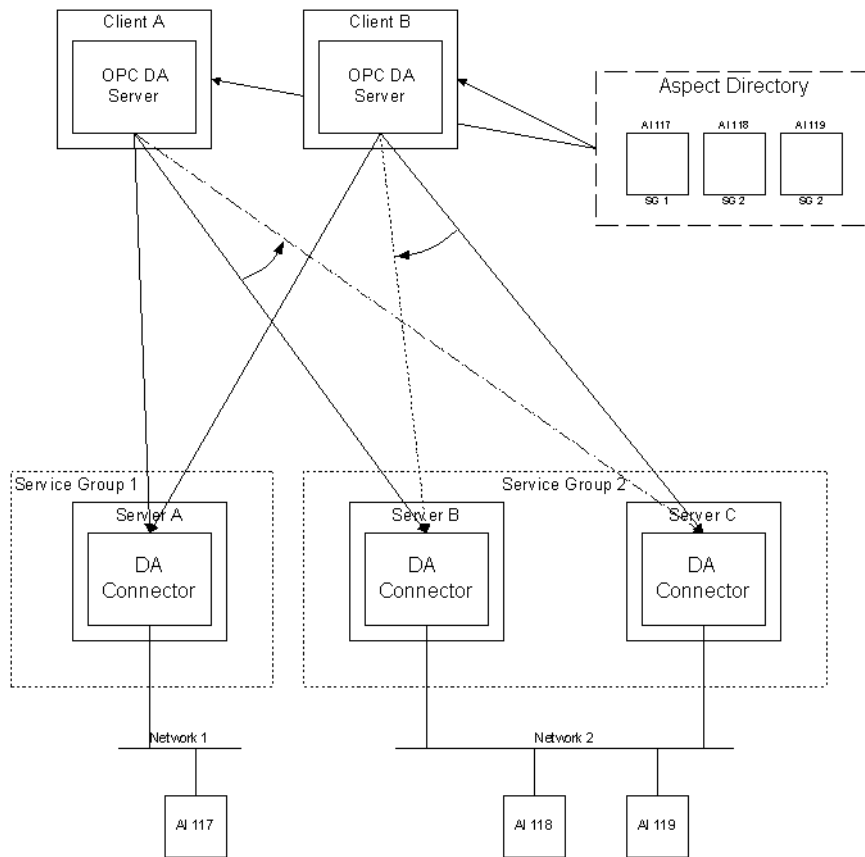 Client A
Client B
OPC DA
Server
OPC DA
Server
Aspect Directory
AI 117
AI 118
AI 119
SG 1
SG 2
SG 2
Service Group 1
Service Group 2
Server A
Server B
Server C
DA
Connector
DA
Connector
DA
Connector
Network 1
Network 2
AI 117
AI 118
AI 119